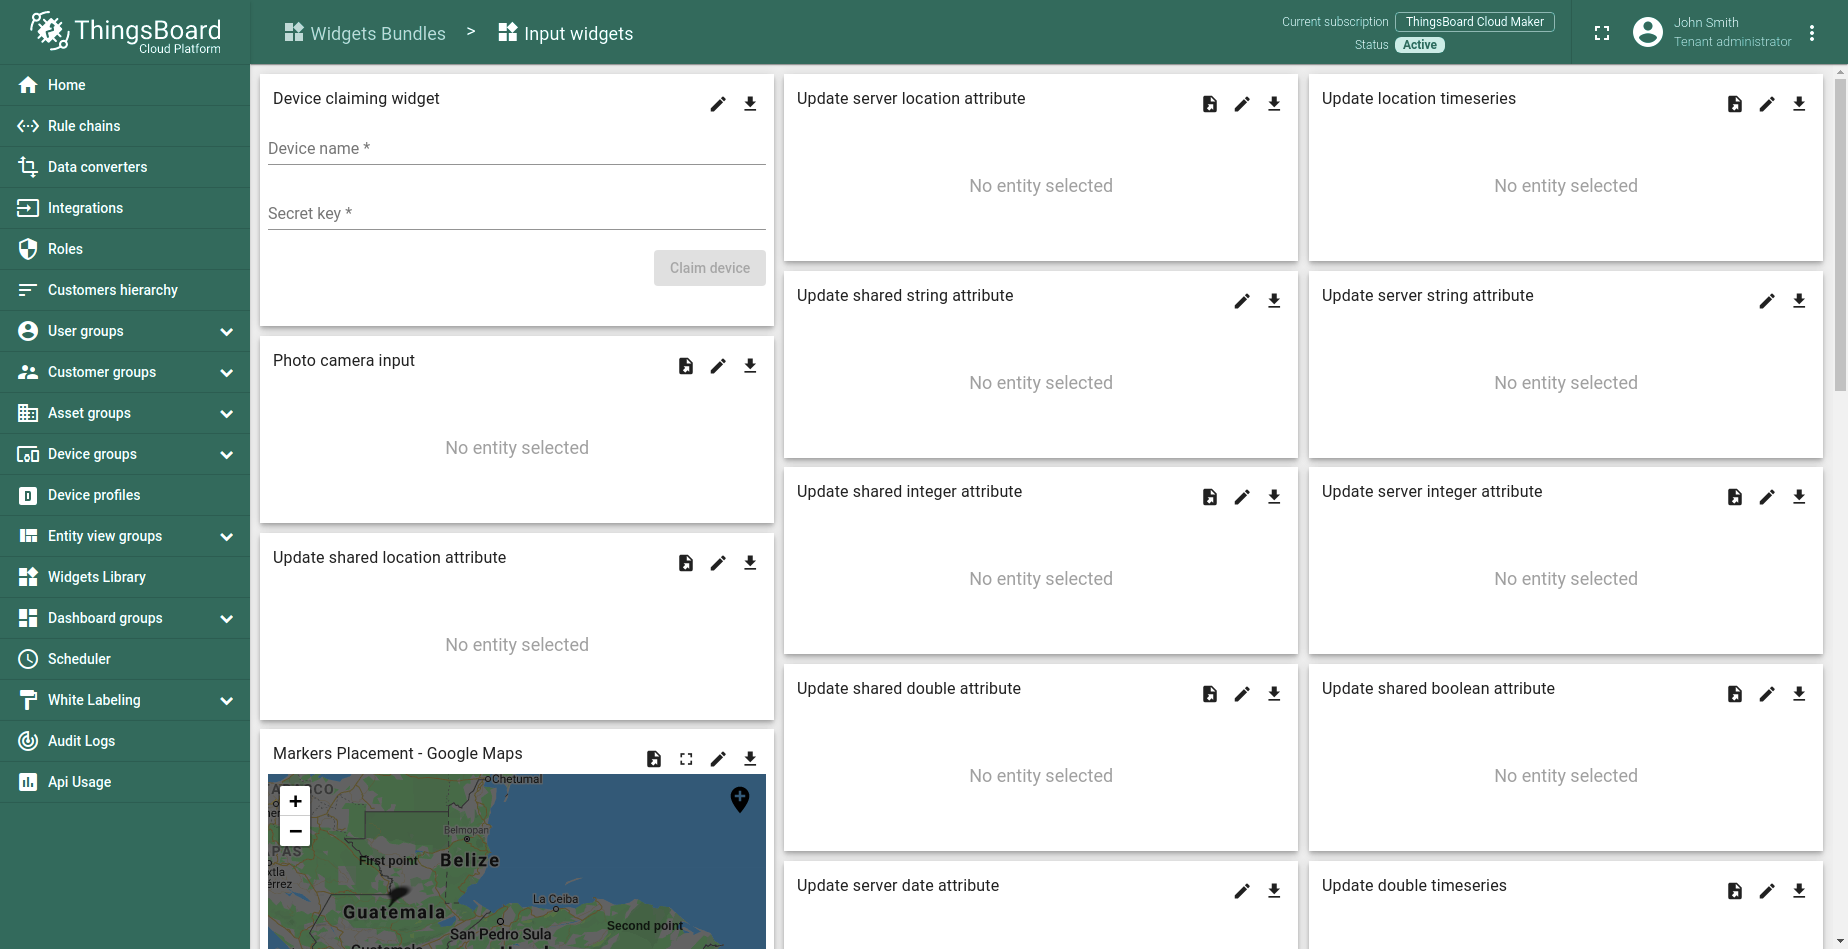 ThingsBoard
Cloud Platform
Widgets Bundles > Input widgets
Current subscription ThingsBoard Cloud Maker
Status Active
John Smith
Tenant administrator
Home
Rule chains
Data converters
Integrations
Roles
Customers hierarchy
User groups
Customer groups
Asset groups
Device groups
Device profiles
Entity view groups
Widgets Library
Dashboard groups
Scheduler
White Labeling
Audit Logs
Api Usage
Device claiming widget
Device name *
Secret key *
Claim device
Photo camera input
No entity selected
Update shared location attribute
No entity selected
Markers Placement - Google Maps
+
−
Chetumal
Belmopan
First point
Belize
La Ceiba
Guatemala
Second point
San Pedro Sula
Update server location attribute
No entity selected
Update shared string attribute
No entity selected
Update shared integer attribute
No entity selected
Update shared double attribute
No entity selected
Update server date attribute
Update location timeseries
No entity selected
Update server string attribute
No entity selected
Update server integer attribute
No entity selected
Update shared boolean attribute
No entity selected
Update double timeseries